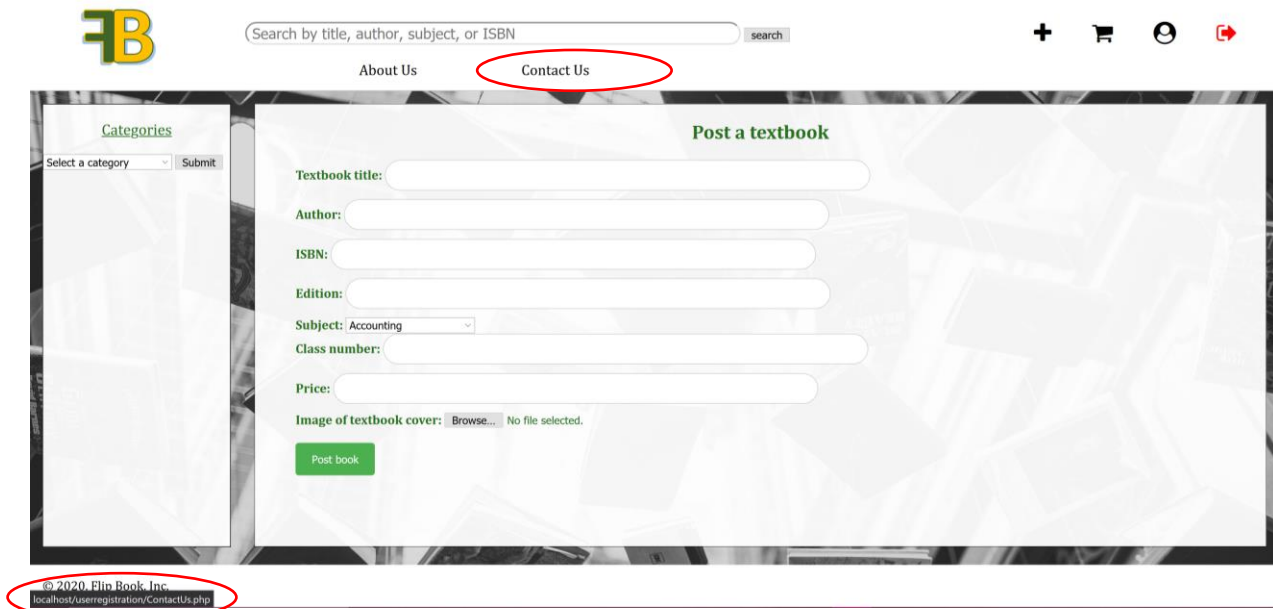 FB
Search by title, author, subject, or ISBN search
About Us Contact Us
Categories
Select a category Submit
Post a textbook
Textbook title:
Author:
ISBN:
Edition:
Subject: Accounting
Class number:
Price:
Image of textbook cover: Browse... No file selected.
Post book
© 2020, Flip Book, Inc.
localhost/userregistration/ContactUs.php